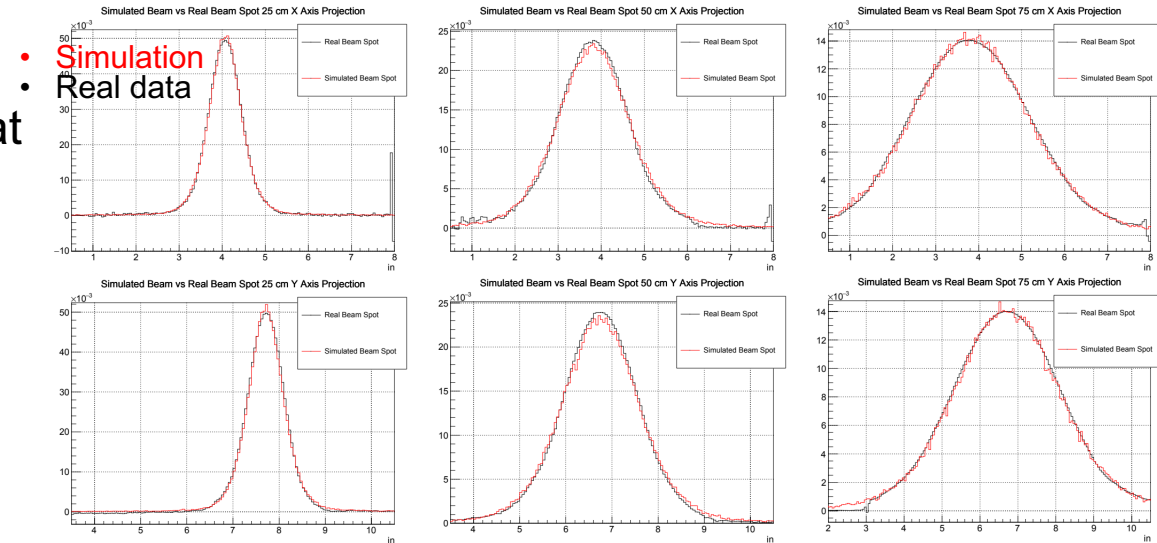 • Simulation
• Real data
at
Simulated Beam vs Real Beam Spot 25 cm X Axis Projection
×10⁻³
50
40
30
20
10
0
−10
1 2 3 4 5 6 7 8
in
Real Beam Spot
Simulated Beam Spot
Simulated Beam vs Real Beam Spot 50 cm X Axis Projection
×10⁻³
25
20
15
10
5
0
1 2 3 4 5 6 7 8
in
Real Beam Spot
Simulated Beam Spot
Simulated Beam vs Real Beam Spot 75 cm X Axis Projection
×10⁻³
14
12
10
8
6
4
2
0
1 2 3 4 5 6 7 8
in
Real Beam Spot
Simulated Beam Spot
Simulated Beam vs Real Beam Spot 25 cm Y Axis Projection
×10⁻³
50
40
30
20
10
0
4 5 6 7 8 9 10
in
Real Beam Spot
Simulated Beam Spot
Simulated Beam vs Real Beam Spot 50 cm Y Axis Projection
×10⁻³
25
20
15
10
5
0
4 5 6 7 8 9 10
in
Real Beam Spot
Simulated Beam Spot
Simulated Beam vs Real Beam Spot 75 cm Y Axis Projection
×10⁻³
14
12
10
8
6
4
2
0
2 3 4 5 6 7 8 9 10
in
Real Beam Spot
Simulated Beam Spot